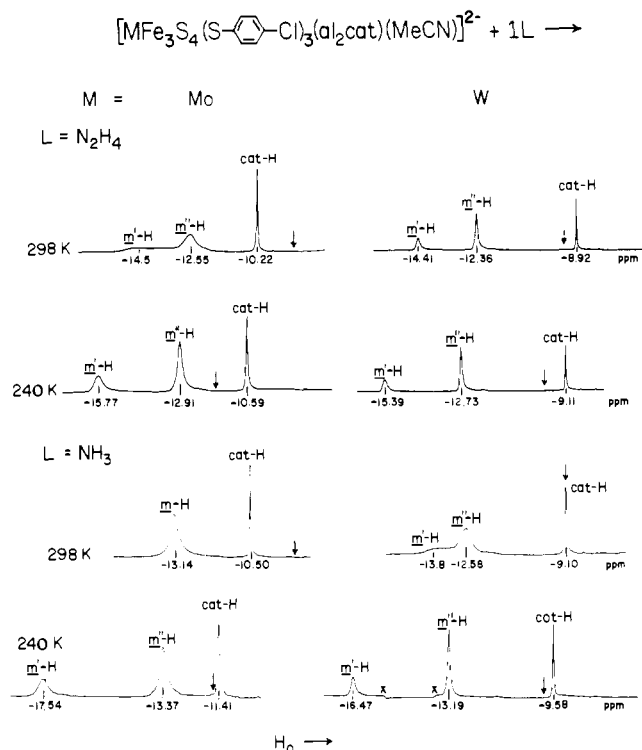 [MFe₃S₄(S-Cl)₃(al₂cat)(MeCN)]²⁻ + 1L →
M = Mo W
L = N₂H₄
cat-H cat-H
m'-H m"-H m'-H m"-H
298 K
-14.5 -12.55 -10.22 -14.41 -12.36 -8.92 ppm
cat-H cat-H
m'-H m"-H m'-H m"-H
240 K
-15.77 -12.91 -10.59 -15.39 -12.73 -9.11 ppm
L = NH₃
cat-H cat-H
m-H m'-H m"-H
298 K
-13.14 -10.50 -13.8 -12.58 -9.10 ppm
240 K
cat-H cat-H
m'-H m"-H m'-H m"-H
x x
-17.54 -13.37 -11.41 -16.47 -13.19 -9.58 ppm
H₀ →